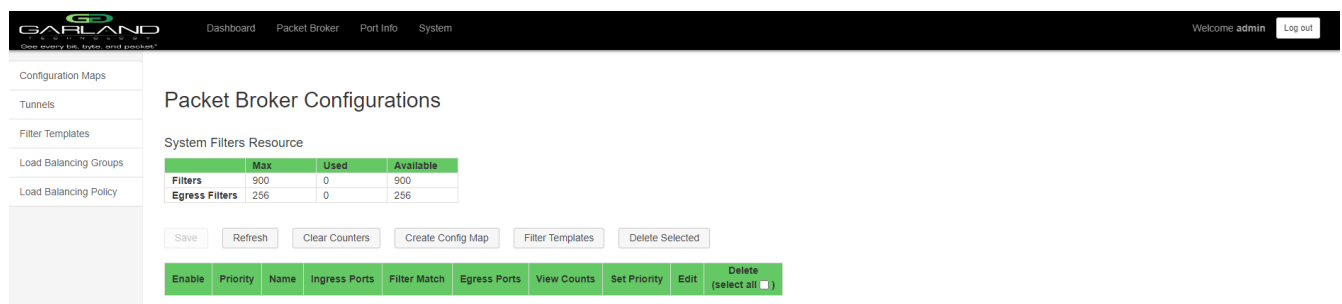 GARLAND
TECHNOLOGY
See every bit, byte, and packet®
Dashboard Packet Broker Port Info System
Welcome admin Log out
Configuration Maps
Tunnels
Filter Templates
Load Balancing Groups
Load Balancing Policy
Packet Broker Configurations
System Filters Resource
Max Used Available
Filters 900 0 900
Egress Filters 256 0 256
Save Refresh Clear Counters Create Config Map Filter Templates Delete Selected
Enable Priority Name Ingress Ports Filter Match Egress Ports View Counts Set Priority Edit Delete
(select all )